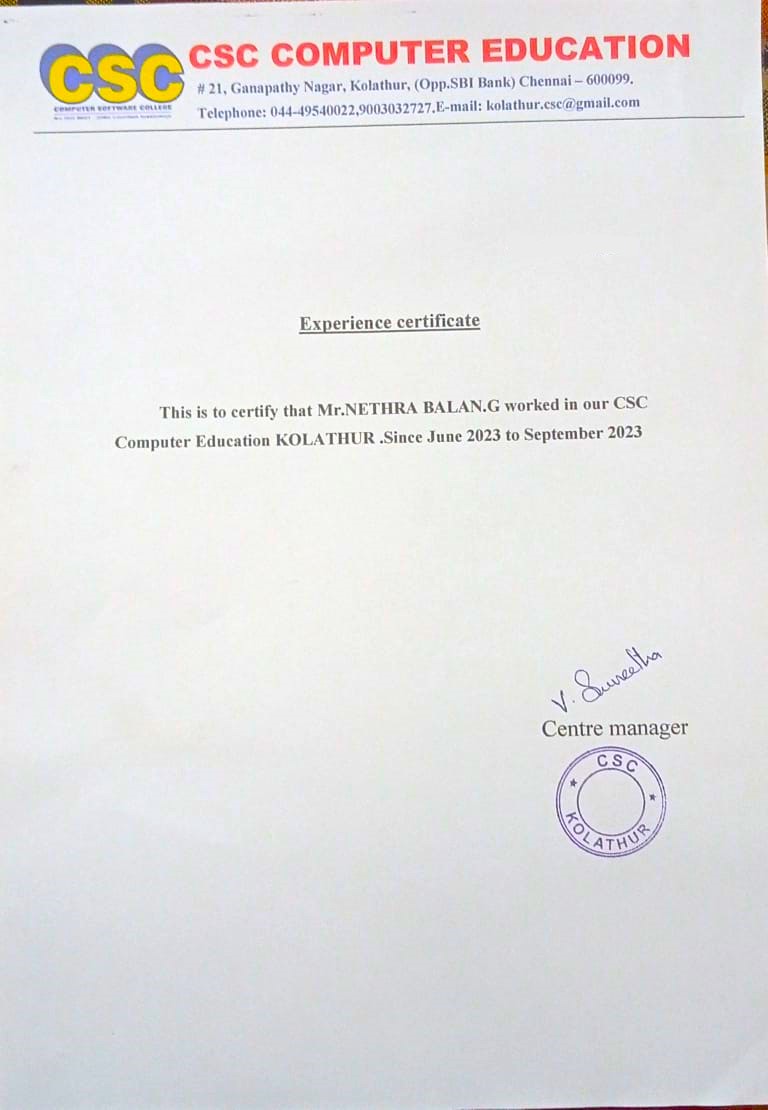 CSC
COMPUTER SOFTWARE COLLEGE
CSC COMPUTER EDUCATION
# 21, Ganapathy Nagar, Kolathur, (Opp.SBI Bank) Chennai – 600099.
Telephone: 044-49540022,9003032727.E-mail: kolathur.csc@gmail.com
Experience certificate
This is to certify that Mr.NETHRA BALAN.G worked in our CSC
Computer Education KOLATHUR .Since June 2023 to September 2023
V.
Centre manager
CSC
KOLATHUR